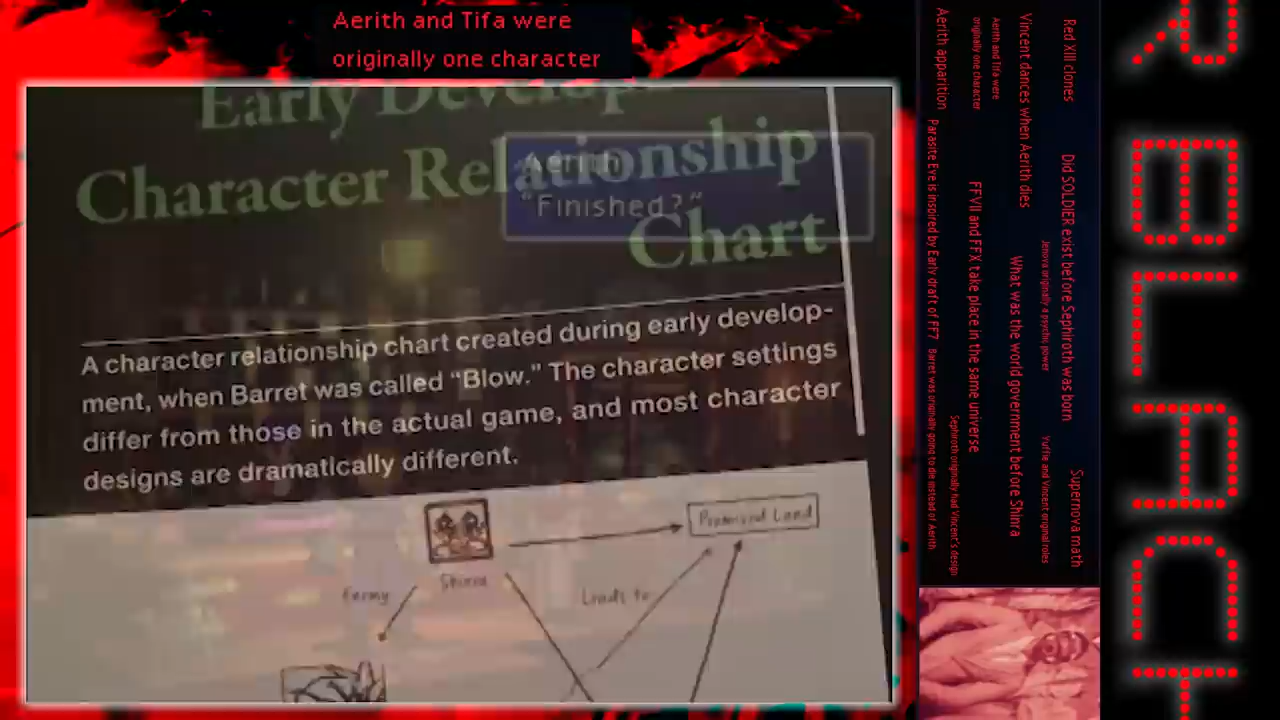 Aerith and Tifa were
originally one character
Early Develop
Character Relationship
Chart
Aerith
"Finished?"
A character relationship chart created during early develop-
ment, when Barret was called “Blow.” The character settings
differ from those in the actual game, and most character
designs are dramatically different.
Promised Land
Shinra
Enemy
Leads to
Red XIII clones
Did SOLDIER exist before Sephiroth was born
Supernova math
Jenova originally a psychic power
Yuffie and Vincent original roles
Vincent dances when Aerith dies
What was the world government before Shinra
Aerith and Tifa were
originally one character
FFVII and FFX take place in the same universe
Sephiroth originally had Vincent's design
Aerith apparition
Parasite Eve is inspired by Early draft of FF7
Barret was originally going to die instead of Aerith
R BLACK